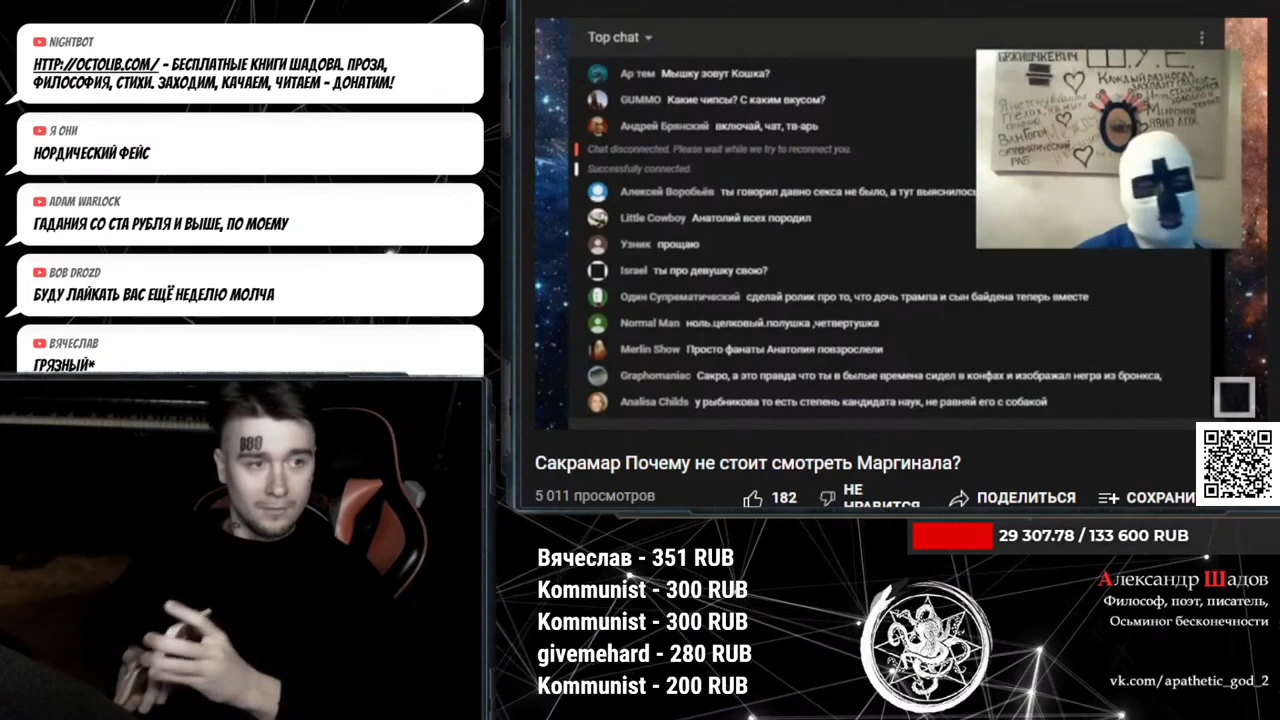 NIGHTBOT
HTTP://OCTOLIB.COM/ - БЕСПЛАТНЫЕ КНИГИ ШАДОВА. ПРОЗА,
ФИЛОСОФИЯ, СТИХИ. ЗАХОДИМ, КАЧАЕМ, ЧИТАЕМ - ДОНАТИМ!
Я ОНИ
НОРДИЧЕСКИЙ ФЕЙС
ADAM WARLOCK
ГАДАНИЯ СО СТА РУБЛЯ И ВЫШЕ, ПО МОЕМУ
BOB DROZD
БУДУ ЛАЙКАТЬ ВАС ЕЩЁ НЕДЕЛЮ МОЛЧА
ВЯЧЕСЛАВ
ГРЯЗНЫЙ*
Top chat
Ар тем Мышку зовут Кошка?
GUMMO Какие чипсы? С каким вкусом?
Андрей Брянский включай, чат, тв-арь
Chat disconnected. Please wait while we try to reconnect you.
Successfully connected.
Алексей Воробьёв ты говорил давно секса не было, а тут выяснилось
Little Cowboy Анатолий всех породил
Узник прощаю
Israel ты про девушку свою?
Один Супрематический сделай ролик про то, что дочь трампа и сын байдена теперь вместе
Normal Man ноль.целковый.полушка ,четвертушка
Merlin Show Просто фанаты Анатолия повзрослели
Graphomaniac Сакро, а это правда что ты в былые времена сидел в конфах и изображал негра из бронкса,
Analisa Childs у рыбникова то есть степень кандидата наук, не равняй его с собакой
Ш.У.Е.
КАЖДЫЙ РАЗ КОГДА
Сакрамар Почему не стоит смотреть Маргинала?
5 011 просмотров
182
НЕ
НРАВИТСЯ
ПОДЕЛИТЬСЯ
СОХРАНИ
29 307.78 / 133 600 RUB
Вячеслав - 351 RUB
Kommunist - 300 RUB
Kommunist - 300 RUB
givemehard - 280 RUB
Kommunist - 200 RUB
Александр Шадов
Философ, поэт, писатель,
Осьминог бесконечности
vk.com/apathetic_god_2